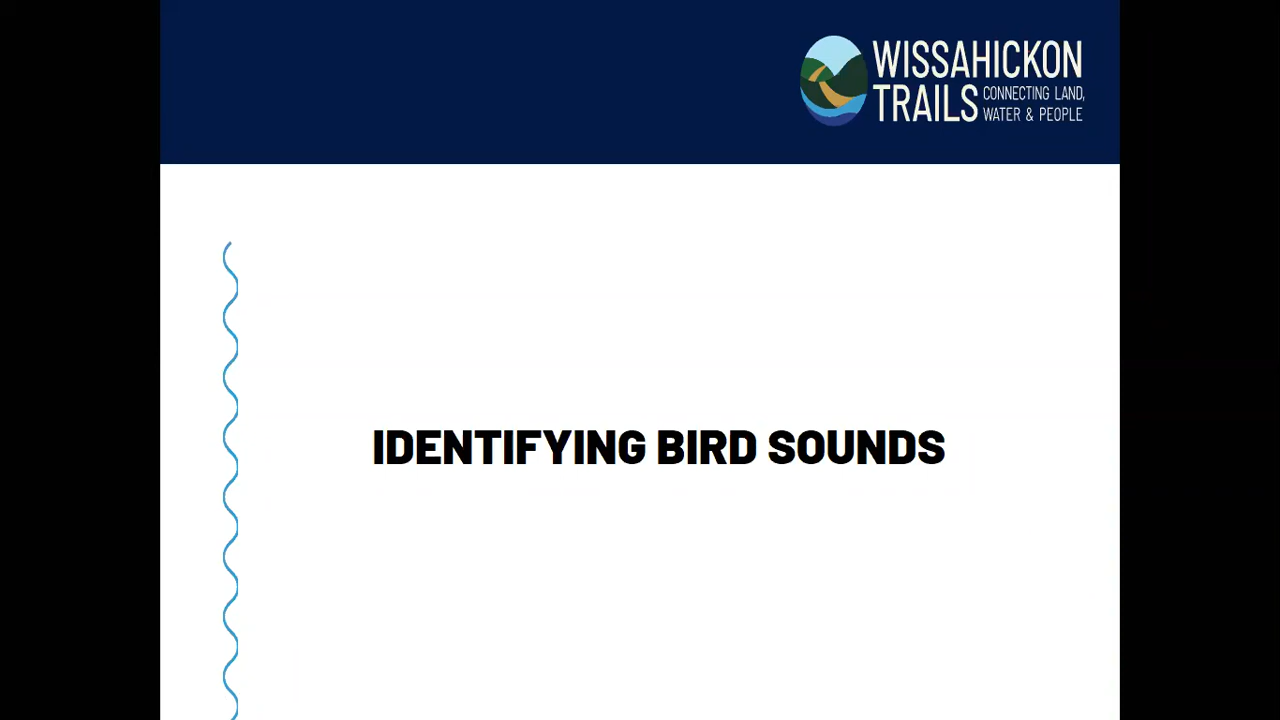 WISSAHICKON
TRAILS CONNECTING LAND,
WATER & PEOPLE
IDENTIFYING BIRD SOUNDS